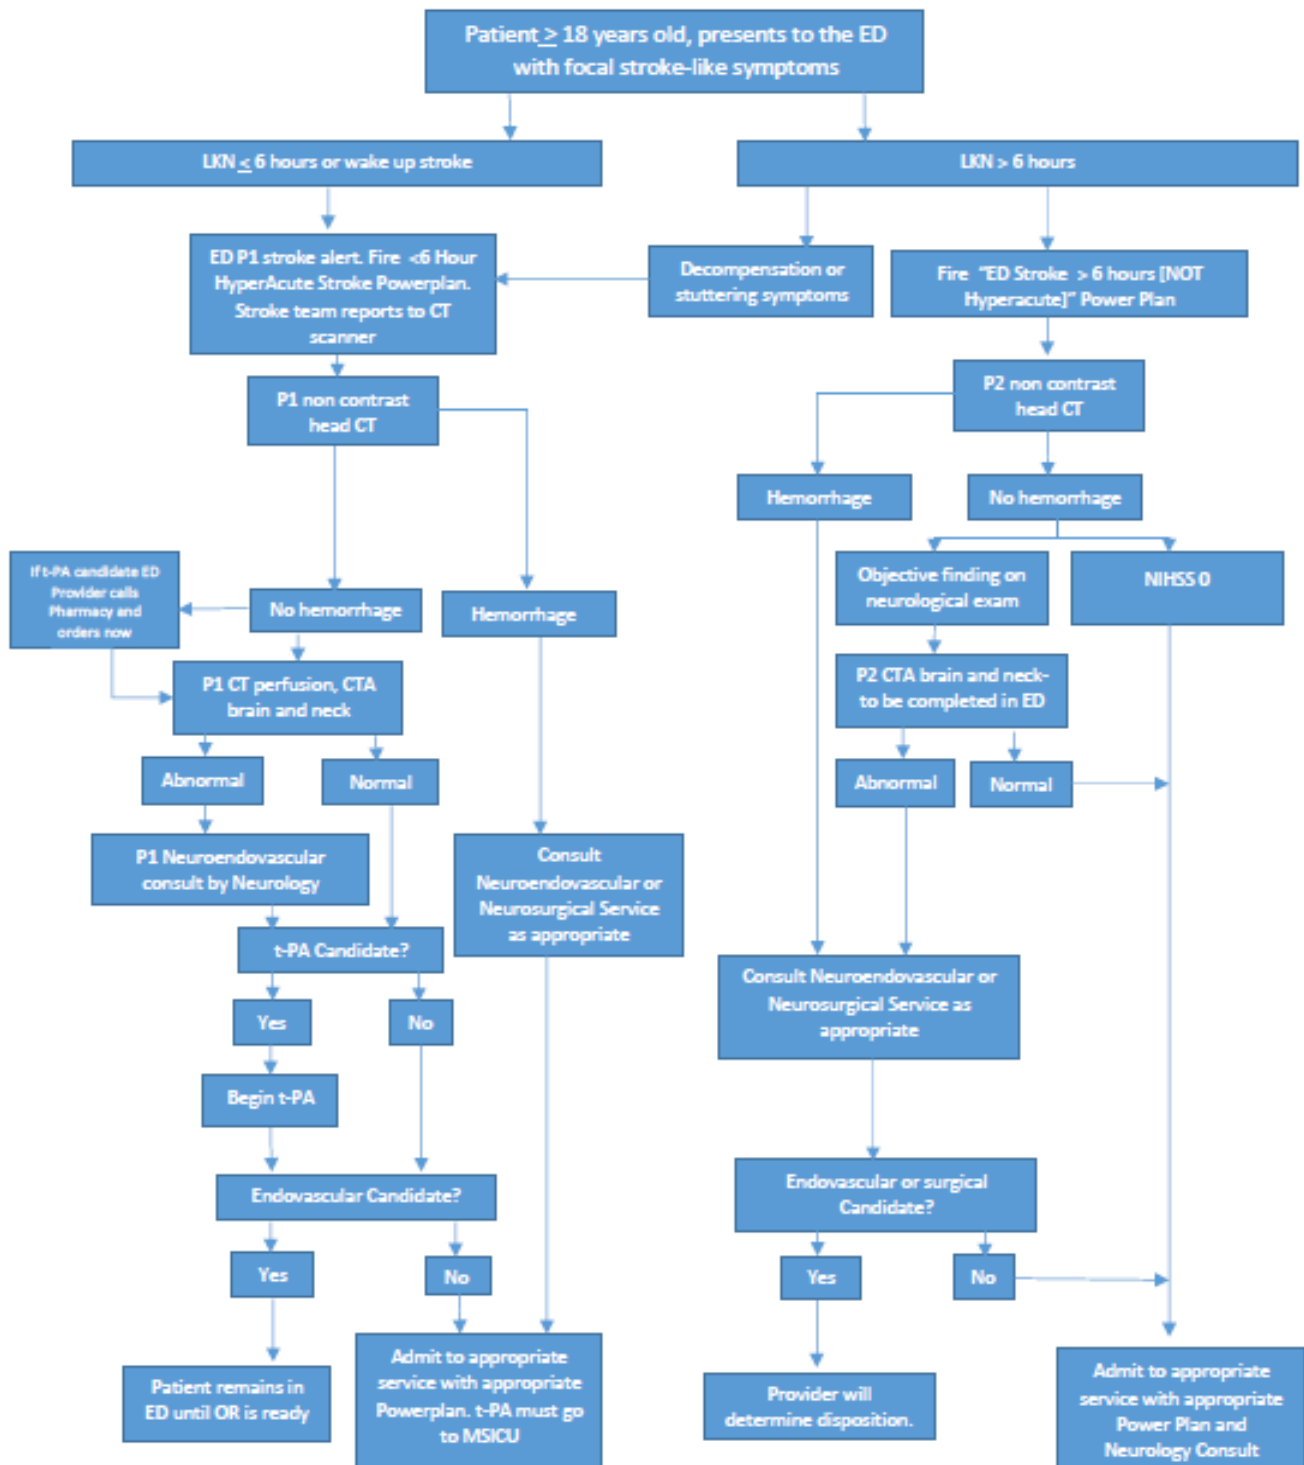 Patient ≥ 18 years old, presents to the ED
with focal stroke-like symptoms
LKN ≤ 6 hours or wake up stroke
LKN > 6 hours
ED P1 stroke alert. Fire <6 Hour
HyperAcute Stroke Powerplan.
Stroke team reports to CT
scanner
Decompensation or
stuttering symptoms
Fire "ED Stroke > 6 hours [NOT
Hyperacute]" Power Plan
P1 non contrast
head CT
P2 non contrast
head CT
Hemorrhage
No hemorrhage
If t-PA candidate ED
Provider calls
Pharmacy and
orders now
No hemorrhage
Hemorrhage
Objective finding on
neurological exam
NIHSS 0
P1 CT perfusion, CTA
brain and neck
P2 CTA brain and neck-
to be completed in ED
Abnormal
Normal
Abnormal
Normal
P1 Neuroendovascular
consult by Neurology
Consult
Neuroendovascular or
Neurosurgical Service
as appropriate
t-PA Candidate?
Consult Neuroendovascular or
Neurosurgical Service as
appropriate
Yes
No
Begin t-PA
Endovascular Candidate?
Endovascular or surgical
Candidate?
Yes
No
Yes
No
Patient remains in
ED until OR is ready
Admit to appropriate
service with appropriate
Powerplan. t-PA must go
to MSICU
Provider will
determine disposition.
Admit to appropriate
service with appropriate
Power Plan and
Neurology Consult